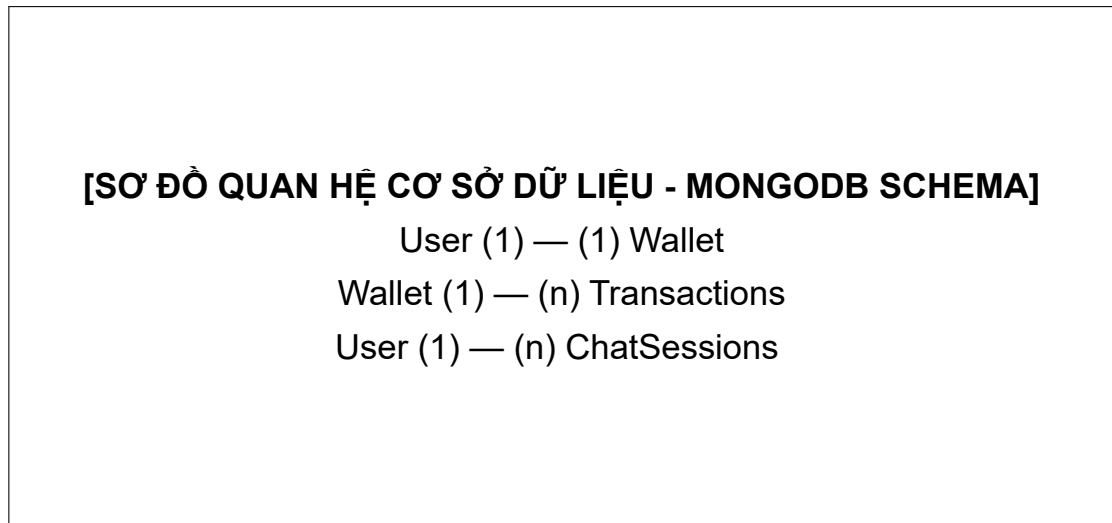 [SƠ ĐỒ QUAN HỆ CƠ SỞ DỮ LIỆU - MONGODB SCHEMA]
User (1) — (1) Wallet
Wallet (1) — (n) Transactions
User (1) — (n) ChatSessions